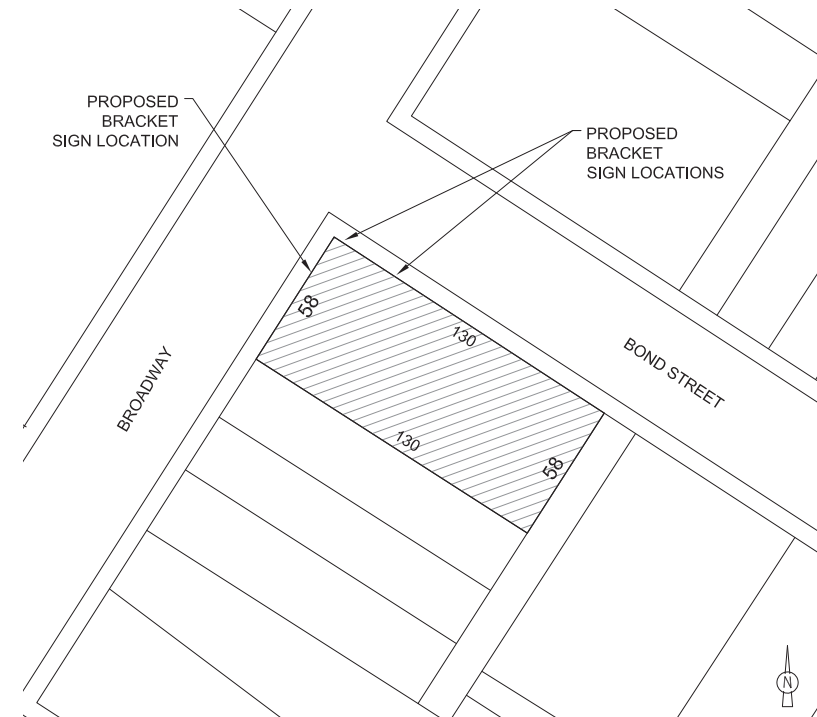 PROPOSED
BRACKET
SIGN LOCATION
PROPOSED
BRACKET
SIGN LOCATIONS
58
130
BOND STREET
BROADWAY
130
58
N